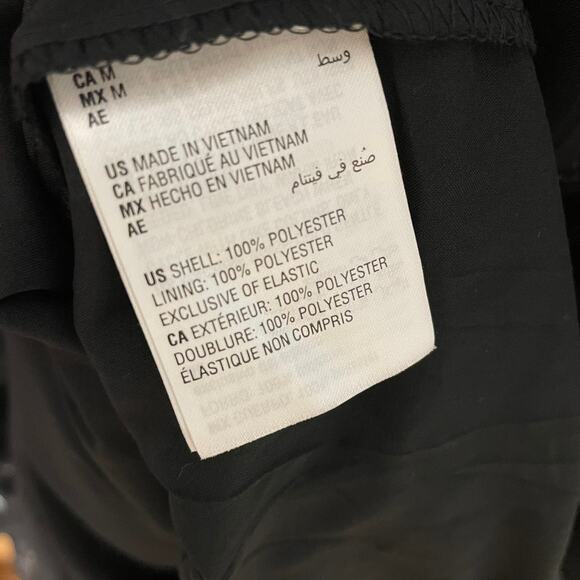 CA M
MX M
AE وسط
US MADE IN VIETNAM
CA FABRIQUÉ AU VIETNAM
MX HECHO EN VIETNAM
AE صُنع في فيتنام
US SHELL: 100% POLYESTER
LINING: 100% POLYESTER
EXCLUSIVE OF ELASTIC
CA EXTÉRIEUR: 100% POLYESTER
DOUBLURE: 100% POLYESTER
ÉLASTIQUE NON COMPRIS